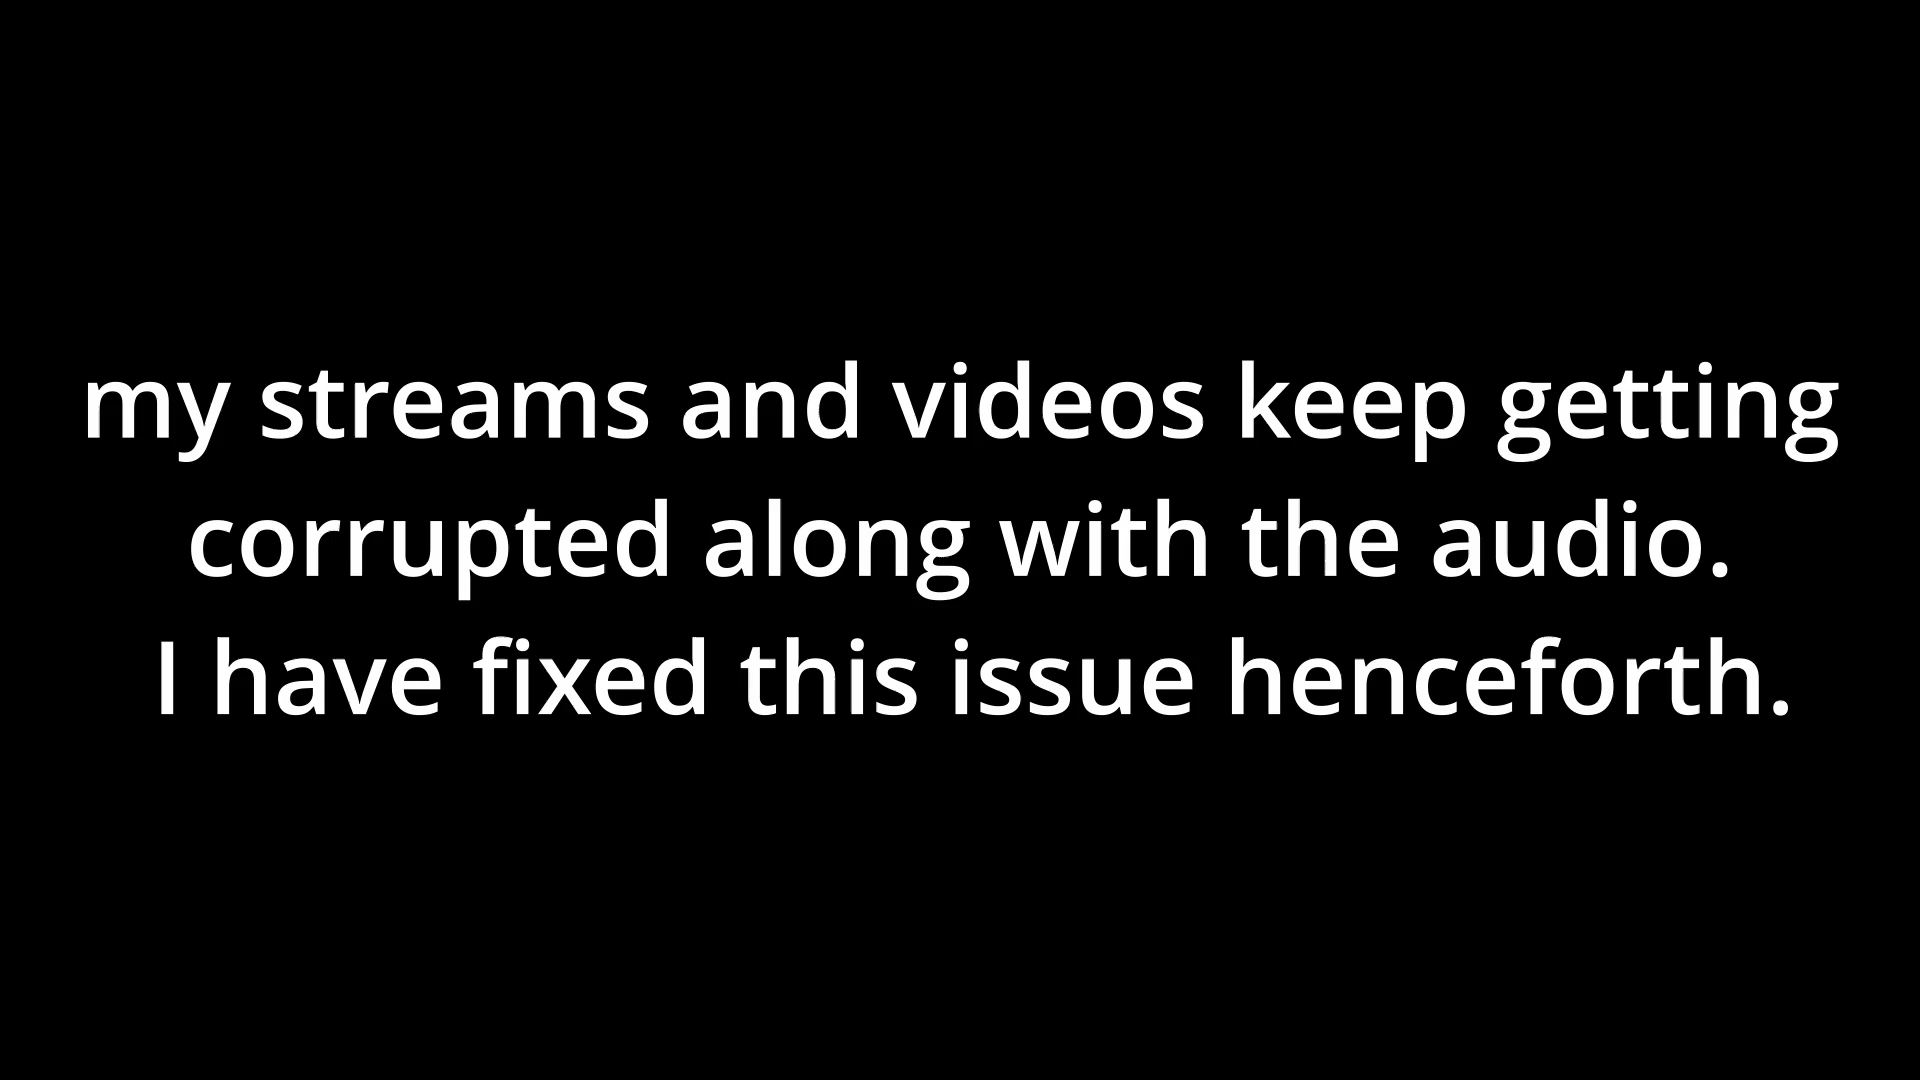 my streams and videos keep getting
corrupted along with the audio.
I have fixed this issue henceforth.